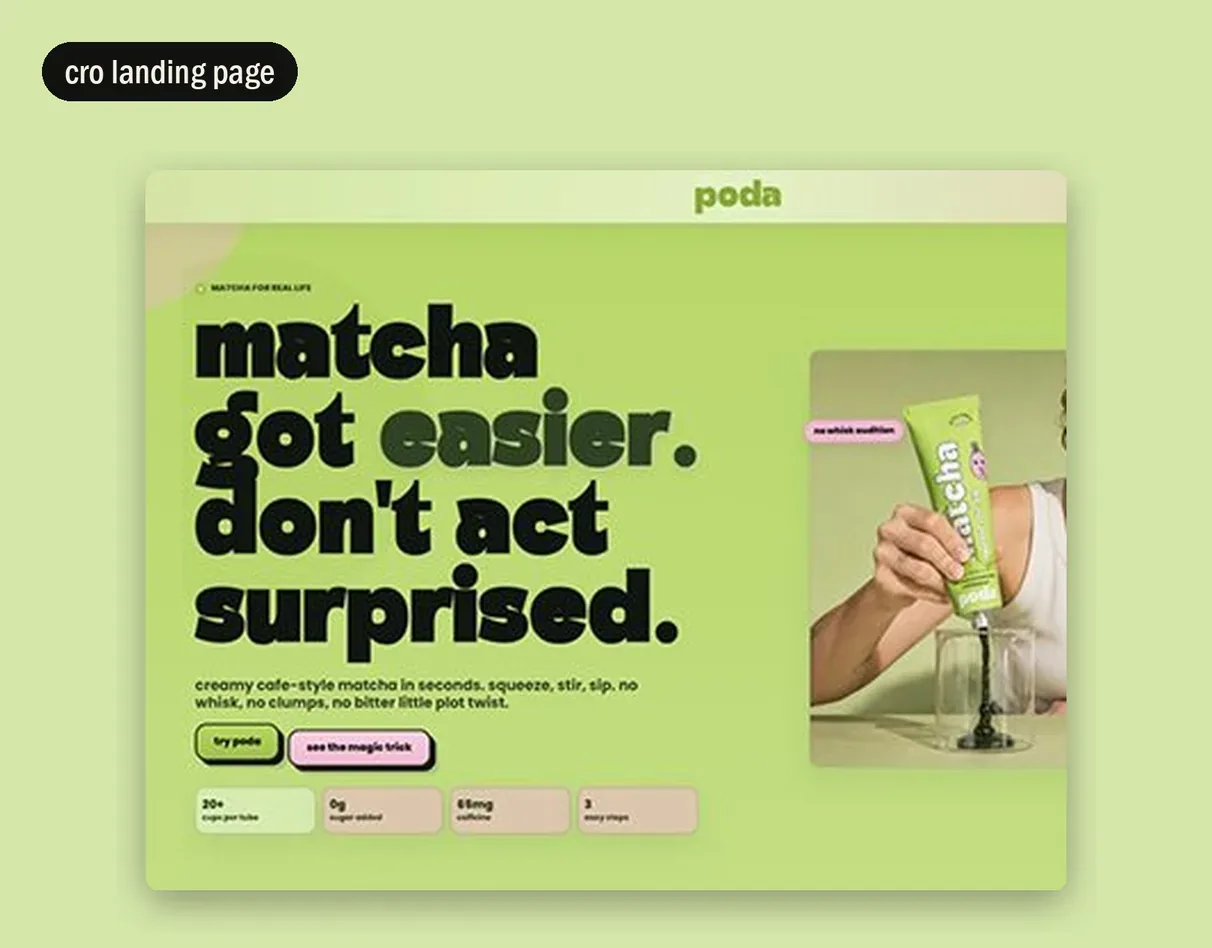 cro landing page
poda
MATCHA FOR REAL LIFE
matcha
got easier.
don't act
surprised.
creamy cafe-style matcha in seconds. squeeze, stir, sip. no
whisk, no clumps, no bitter little plot twist.
try poda
see the magic trick
20+
cups per tube
0g
sugar added
65mg
caffeine
3
easy steps
no whisk audition
matcha
poda